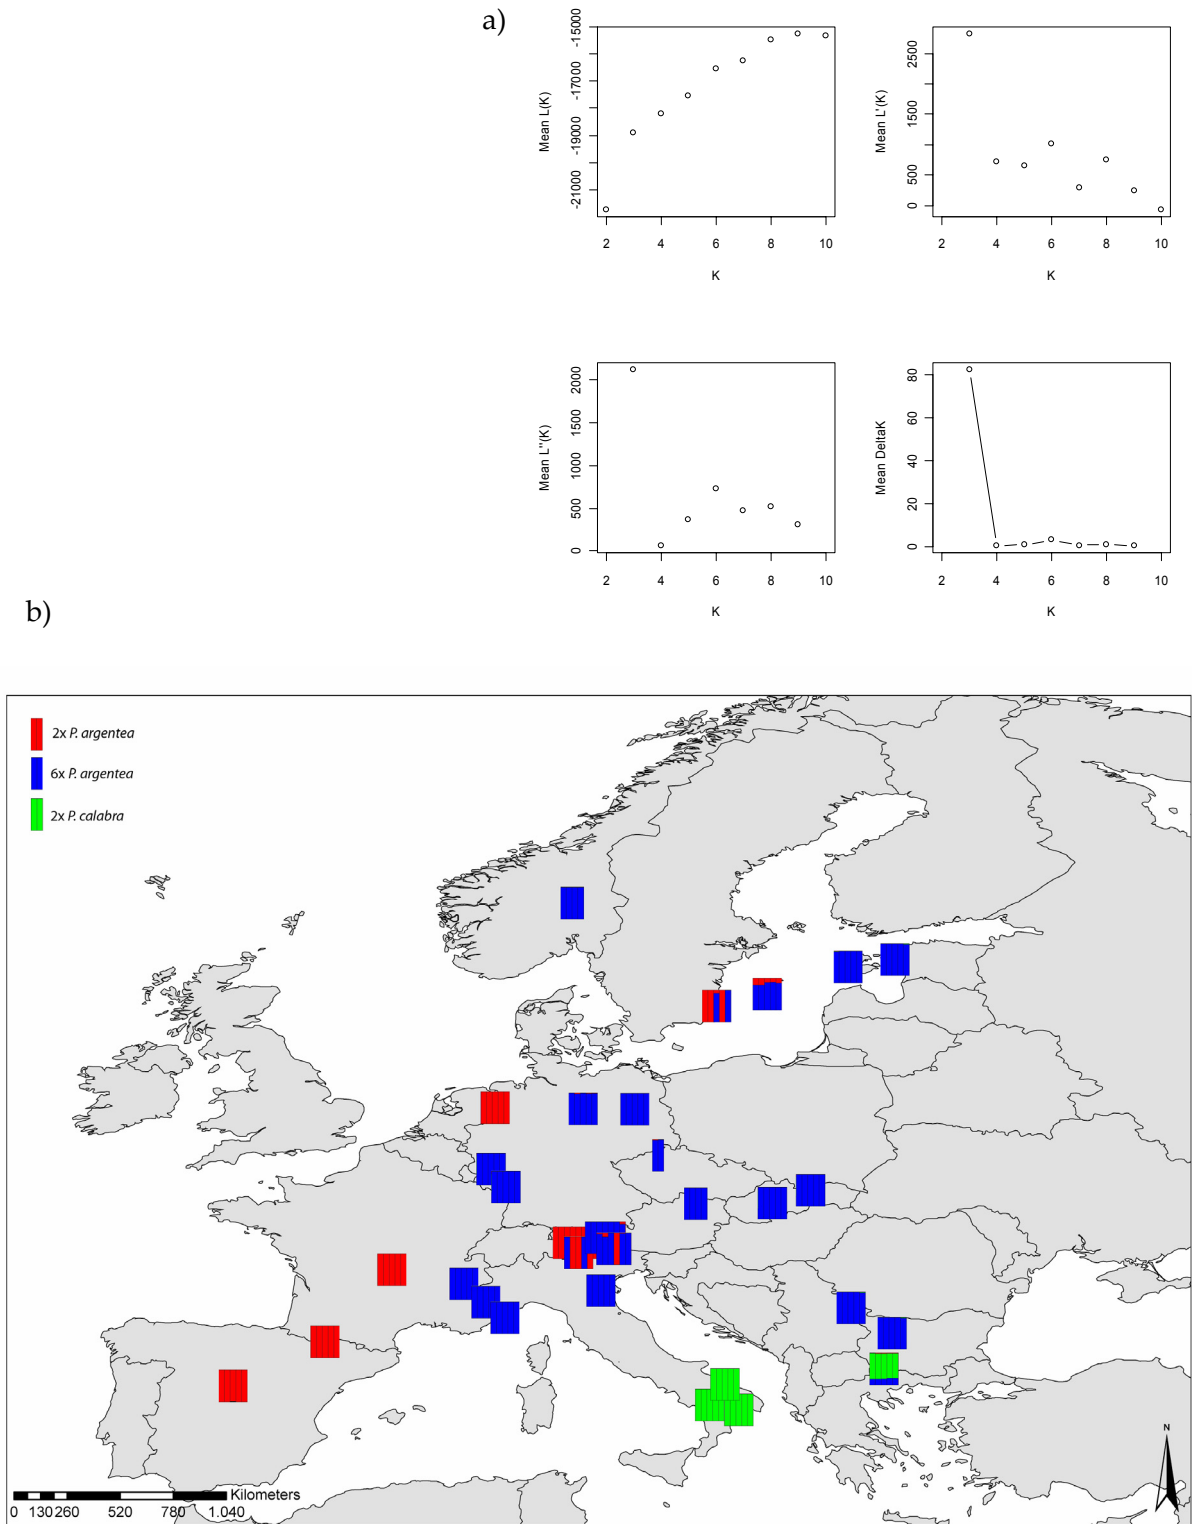 a)
Mean L(K)
-15000
-17000
-19000
-21000
2 4 6 8 10
K
Mean L'(K)
2500
1500
500
0
2 4 6 8 10
K
Mean L''(K)
2000
1500
1000
500
0
2 4 6 8 10
K
Mean DeltaK
80
60
40
20
0
2 4 6 8 10
K
b)
2x P. argentea
6x P. argentea
2x P. calabra
N
Kilometers
0 130 260 520 780 1.040